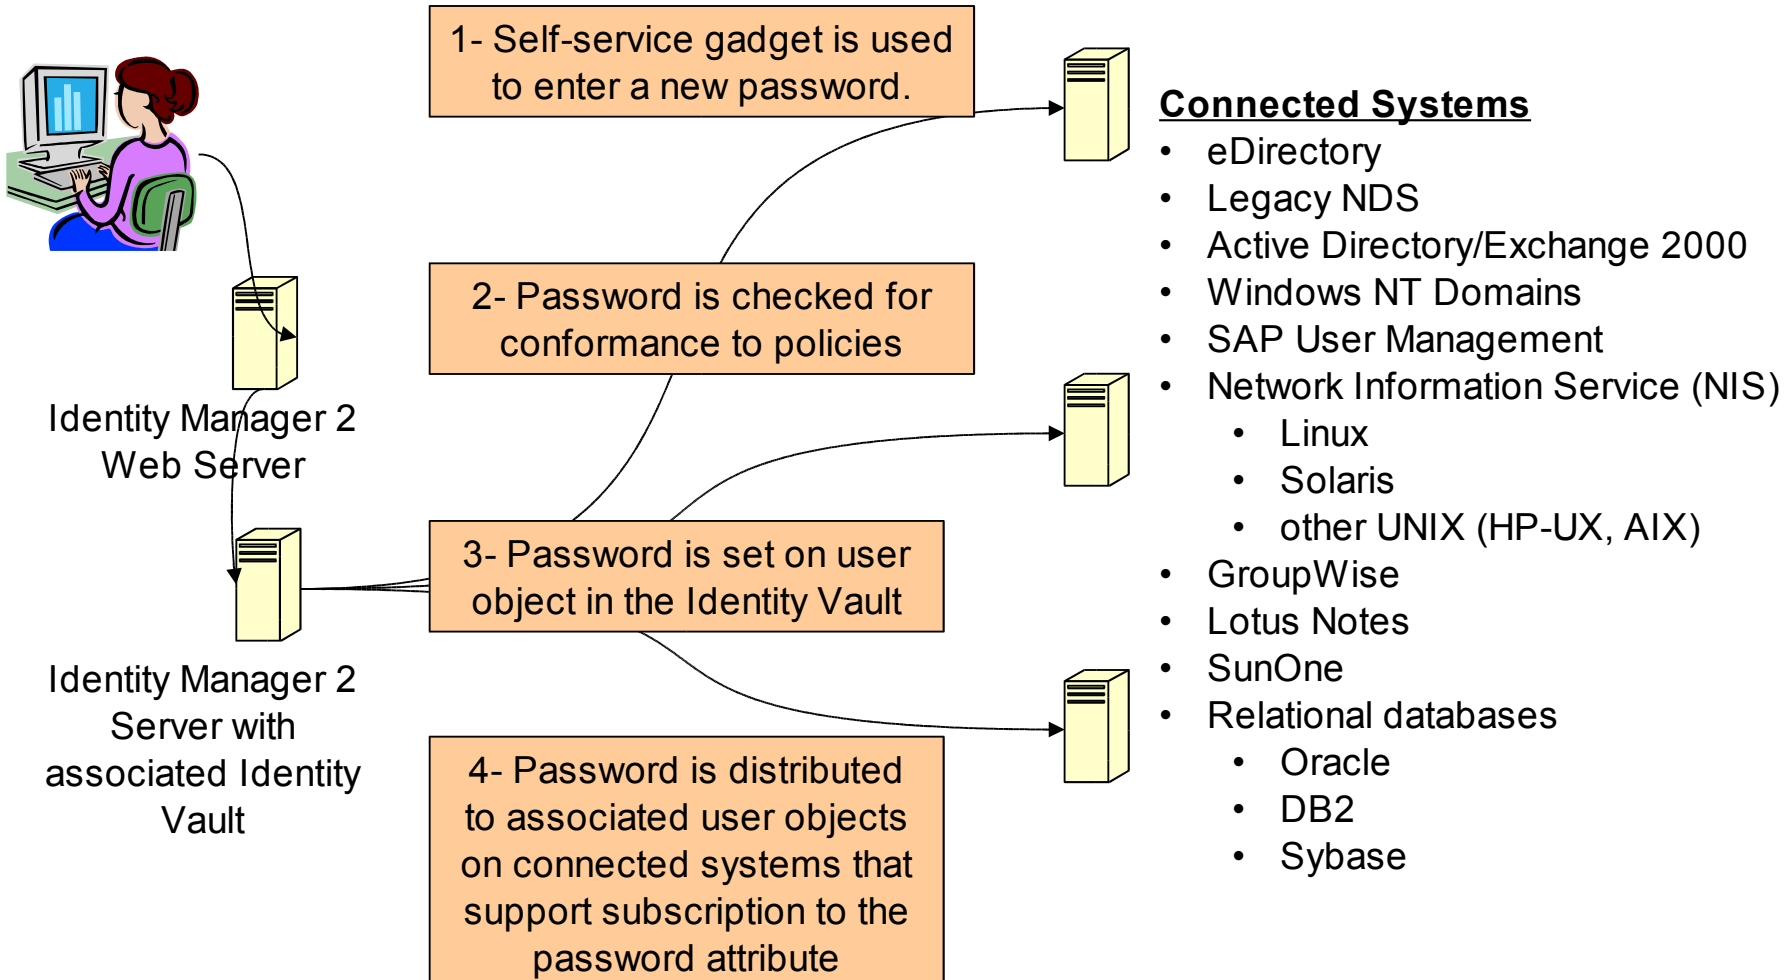 1- Self-service gadget is used
to enter a new password.
Connected Systems
• eDirectory
• Legacy NDS
• Active Directory/Exchange 2000
• Windows NT Domains
• SAP User Management
• Network Information Service (NIS)
• Linux
• Solaris
• other UNIX (HP-UX, AIX)
• GroupWise
• Lotus Notes
• SunOne
• Relational databases
• Oracle
• DB2
• Sybase
2- Password is checked for
conformance to policies
Identity Manager 2
Web Server
3- Password is set on user
object in the Identity Vault
Identity Manager 2
Server with
associated Identity
Vault
4- Password is distributed
to associated user objects
on connected systems that
support subscription to the
password attribute